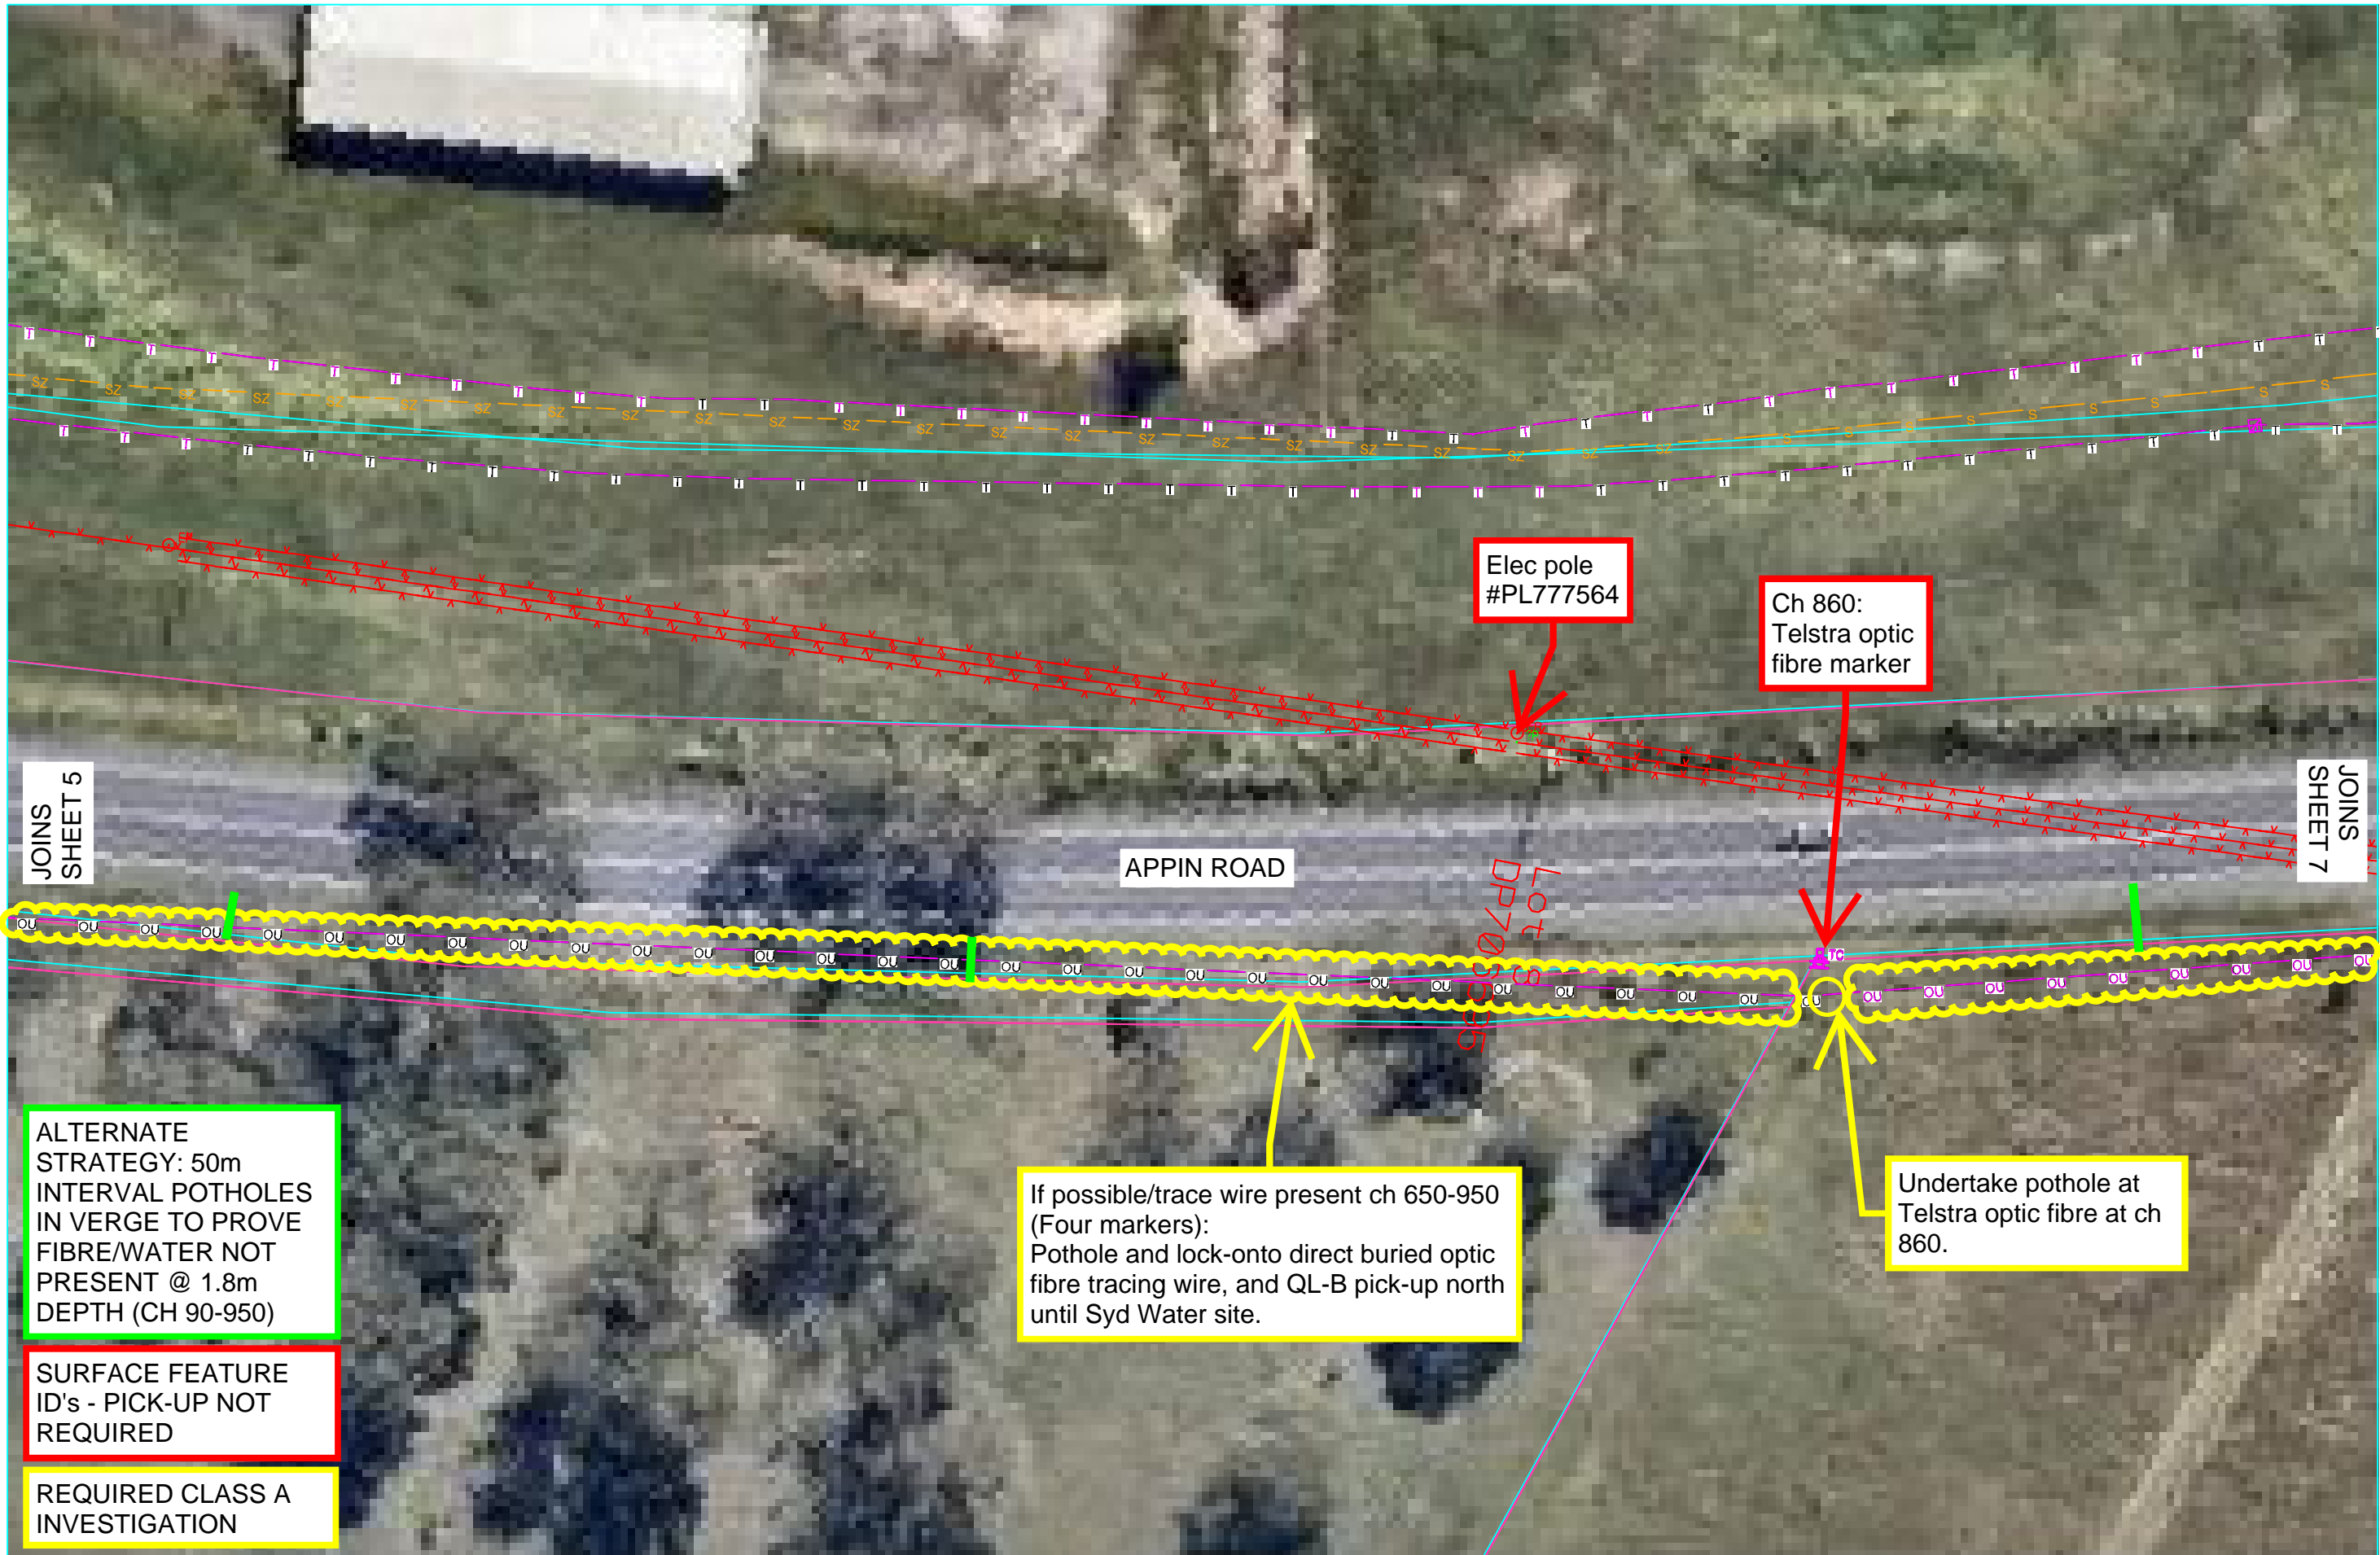 Elec pole
#PL777564
Ch 860:
Telstra optic
fibre marker
JOINS
SHEET 5
APPIN ROAD
JOINS
SHEET 7
ALTERNATE
STRATEGY: 50m
INTERVAL POTHOLES
IN VERGE TO PROVE
FIBRE/WATER NOT
PRESENT @ 1.8m
DEPTH (CH 90-950)
If possible/trace wire present ch 650-950
(Four markers):
Pothole and lock-onto direct buried optic
fibre tracing wire, and QL-B pick-up north
until Syd Water site.
Undertake pothole at
Telstra optic fibre at ch
860.
SURFACE FEATURE
ID's - PICK-UP NOT
REQUIRED
REQUIRED CLASS A
INVESTIGATION